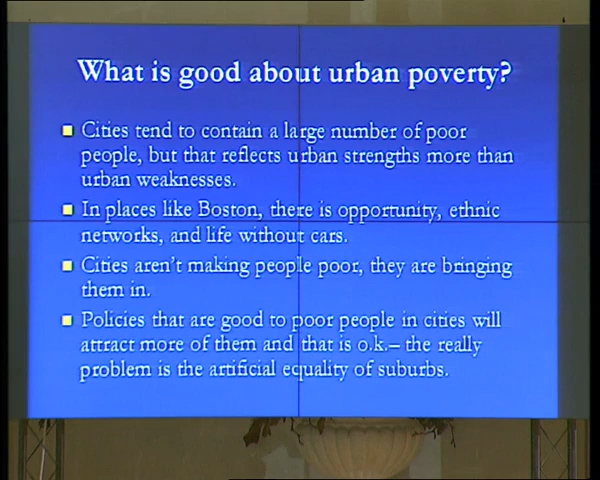 What is good about urban poverty?
Cities tend to contain a large number of poor
people, but that reflects urban strengths more than
urban weaknesses.
In places like Boston, there is opportunity, ethnic
networks, and life without cars.
Cities aren't making people poor, they are bringing
them in.
Policies that are good to poor people in cities will
attract more of them and that is o.k.– the really
problem is the artificial equality of suburbs.